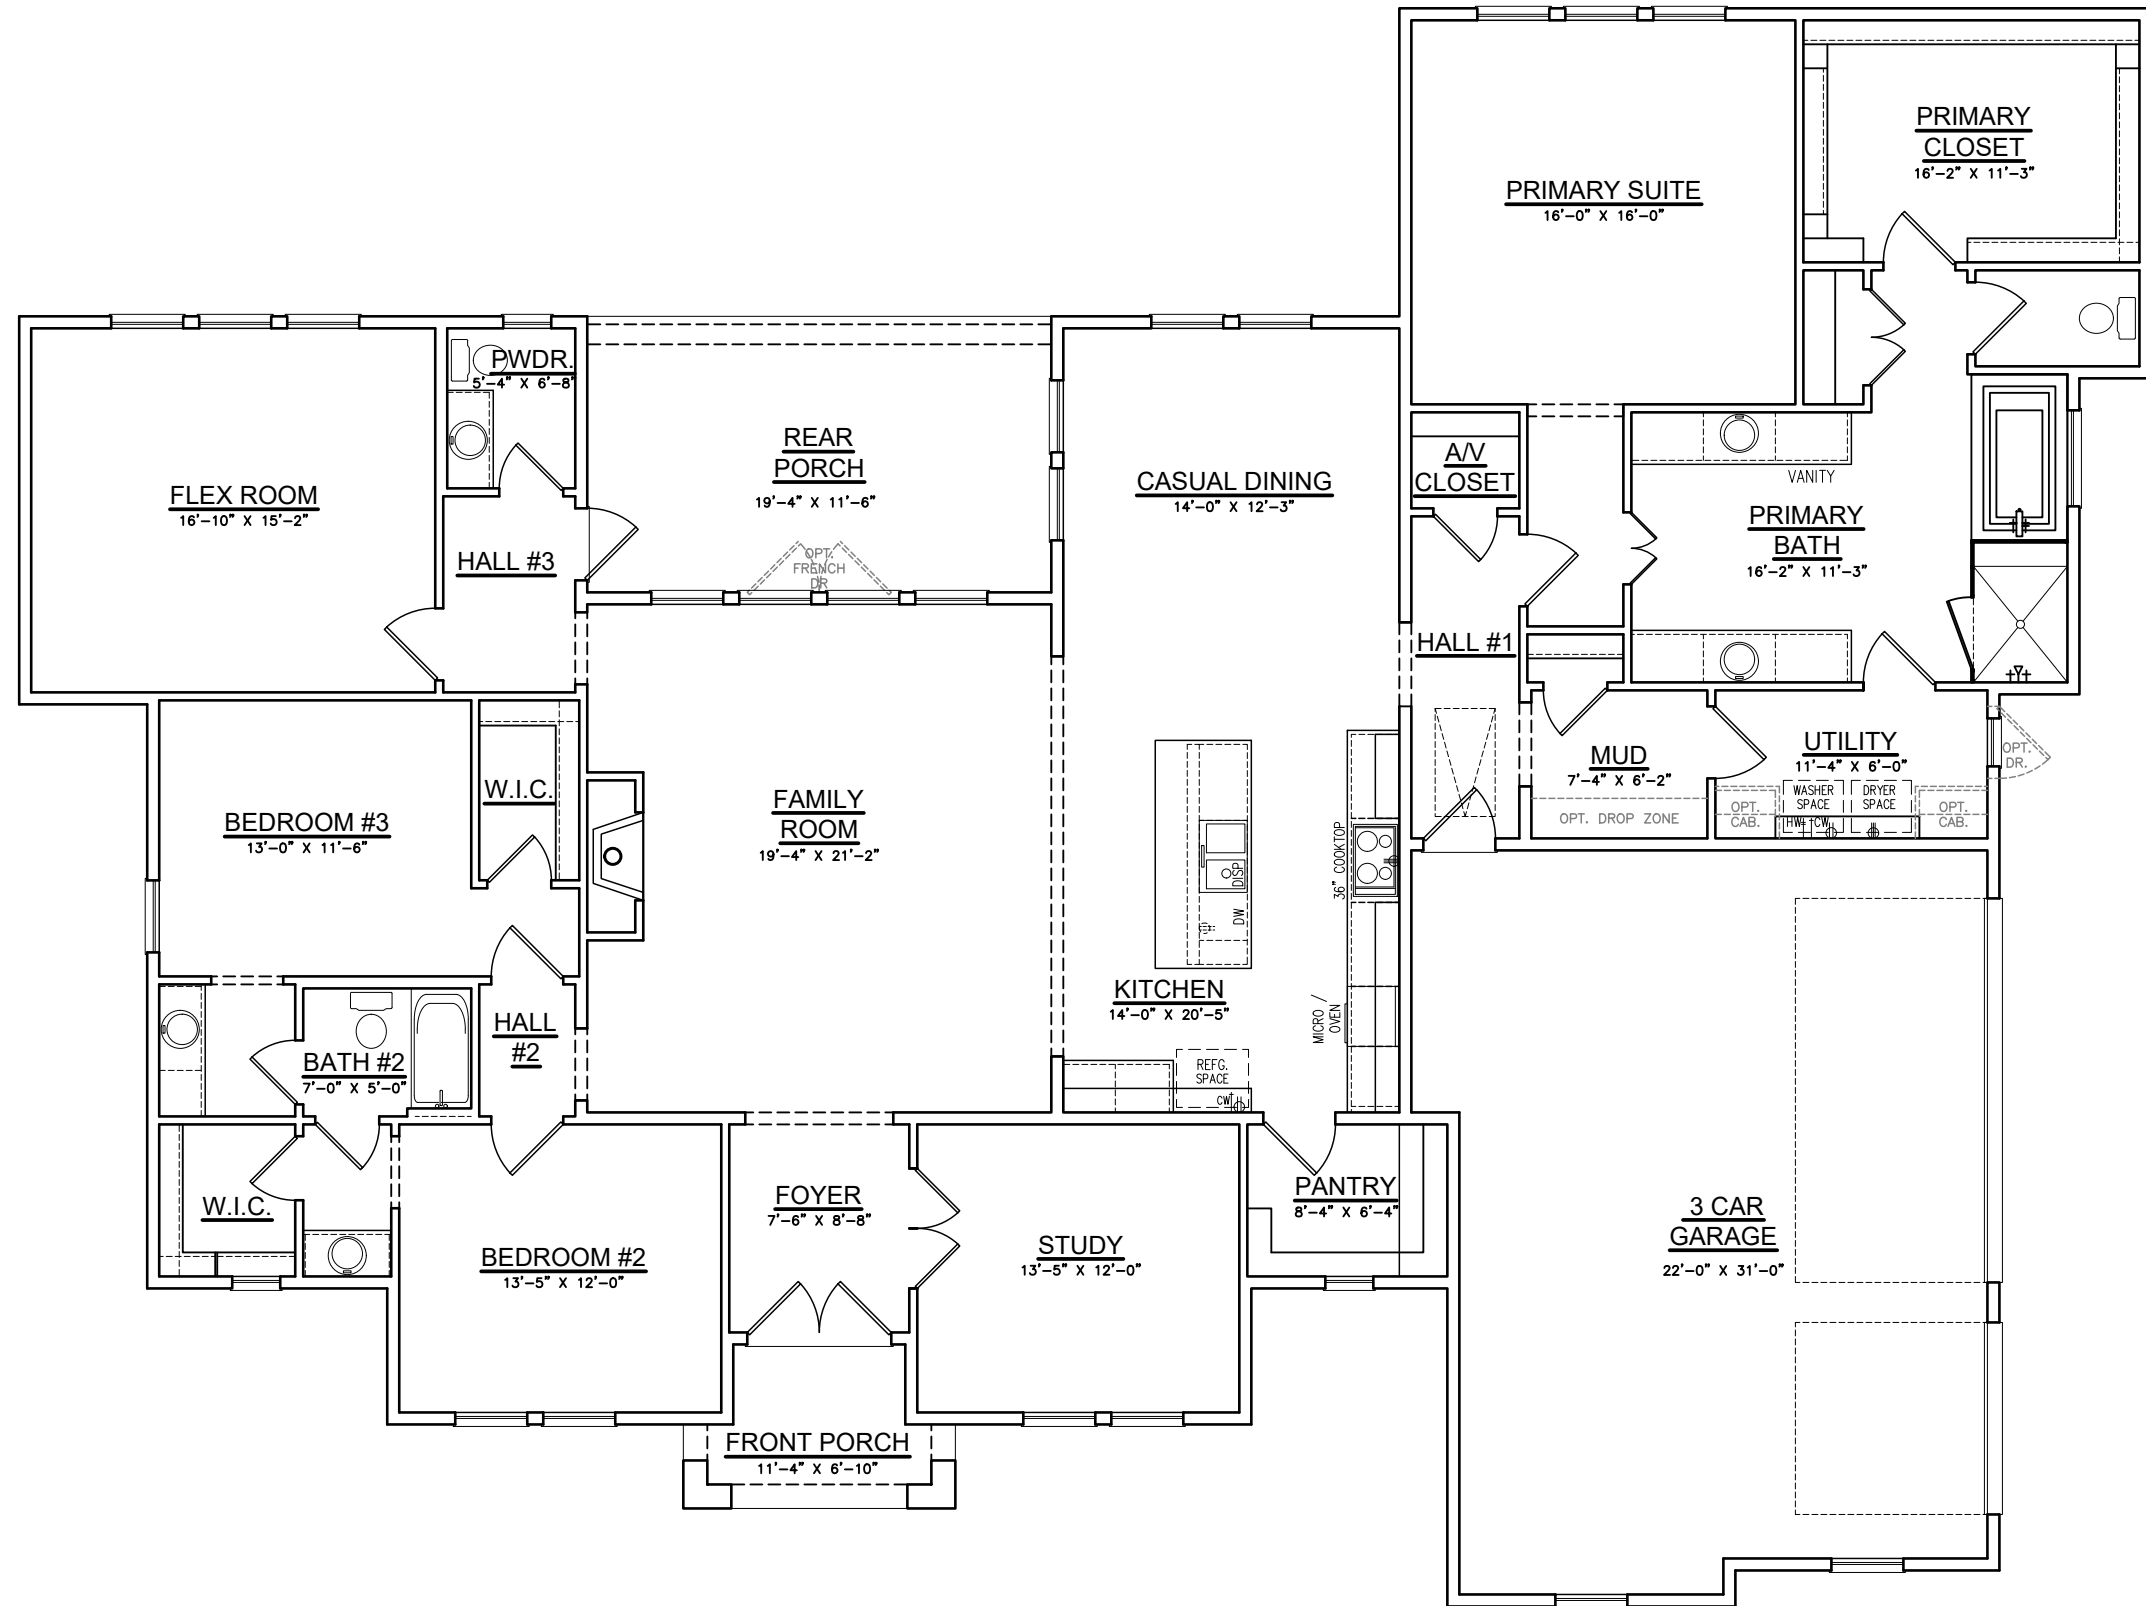 PRIMARY
CLOSET
16'-2" X 11'-3"
PRIMARY SUITE
16'-0" X 16'-0"
PWDR.
5'-4" X 6'-8"
REAR
PORCH
19'-4" X 11'-6"
CASUAL DINING
14'-0" X 12'-3"
A/V
CLOSET
VANITY
PRIMARY
BATH
16'-2" X 11'-3"
FLEX ROOM
16'-10" X 15'-2"
HALL #3
OPT.
FRENCH
DR
HALL #1
MUD
7'-4" X 6'-2"
OPT. DROP ZONE
UTILITY
11'-4" X 6'-0"
OPT.
DR.
WASHER
SPACE
DRYER
SPACE
OPT.
CAB.
HW
CW
OPT.
CAB.
W.I.C.
BEDROOM #3
13'-0" X 11'-6"
FAMILY
ROOM
19'-4" X 21'-2"
36" COOKTOP
DISP
DW
KITCHEN
14'-0" X 20'-5"
MICRO /
OVEN
REFG.
SPACE
CW
HALL
#2
BATH #2
7'-0" X 5'-0"
W.I.C.
BEDROOM #2
13'-5" X 12'-0"
FOYER
7'-6" X 8'-8"
STUDY
13'-5" X 12'-0"
PANTRY
8'-4" X 6'-4"
3 CAR
GARAGE
22'-0" X 31'-0"
FRONT PORCH
11'-4" X 6'-10"